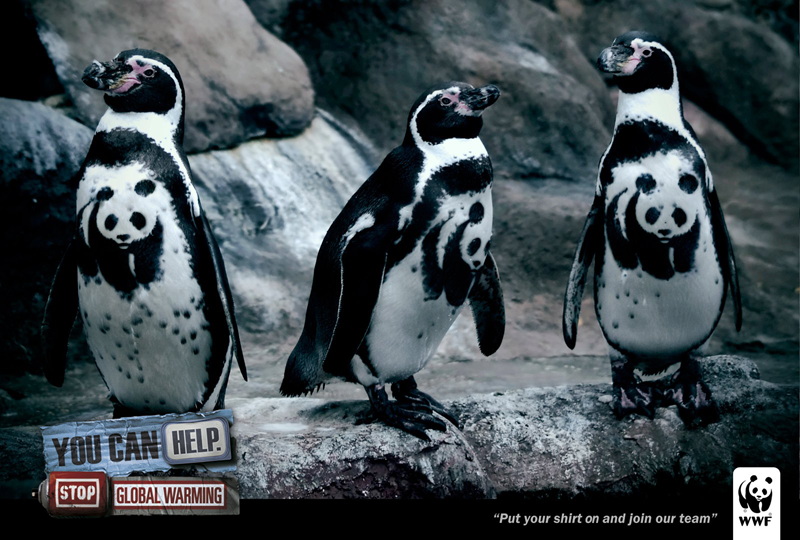 YOU CAN HELP.
STOP GLOBAL WARMING
"Put your shirt on and join our team"
WWF